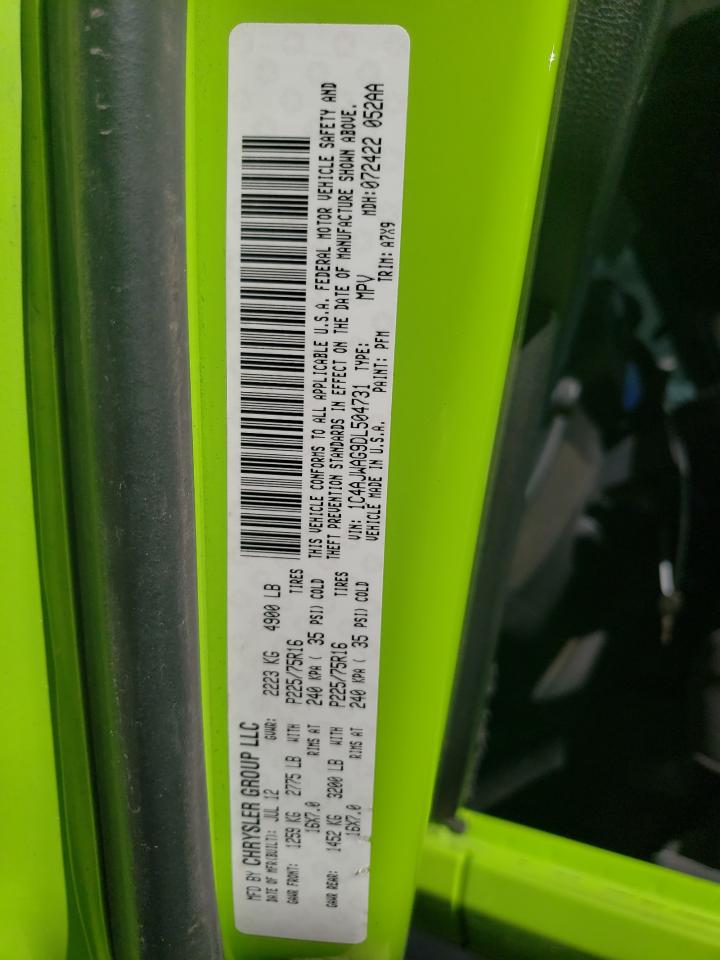 MFD BY CHRYSLER GROUP LLC
DATE OF MFR(BUILT): JUL 12 GVWR: 2223 KG 4900 LB
GAWR FRONT: 1259 KG 2775 LB WITH P225/75R16 TIRES
16X7.0 RIMS AT 240 KPA ( 35 PSI) COLD
GAWR REAR: 1452 KG 3200 LB WITH P225/75R16 TIRES
16X7.0 RIMS AT 240 KPA ( 35 PSI) COLD
THIS VEHICLE CONFORMS TO ALL APPLICABLE U.S.A. FEDERAL MOTOR VEHICLE SAFETY AND
THEFT PREVENTION STANDARDS IN EFFECT ON THE DATE OF MANUFACTURE SHOWN ABOVE.
VIN: 1C4AJWAG9DL504731 TYPE: MPV MDH: 072422 052AA
VEHICLE MADE IN U.S.A. PAINT: PFM TRIM: A7X9